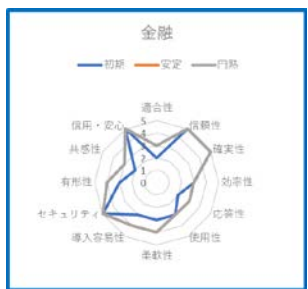 金融
初期 安定 円熟
適合性
信頼性
確実性
効率性
応答性
使用性
柔軟性
導入容易性
セキュリティ
有形性
共感性
信用・安心
5
4
3
2
1
0